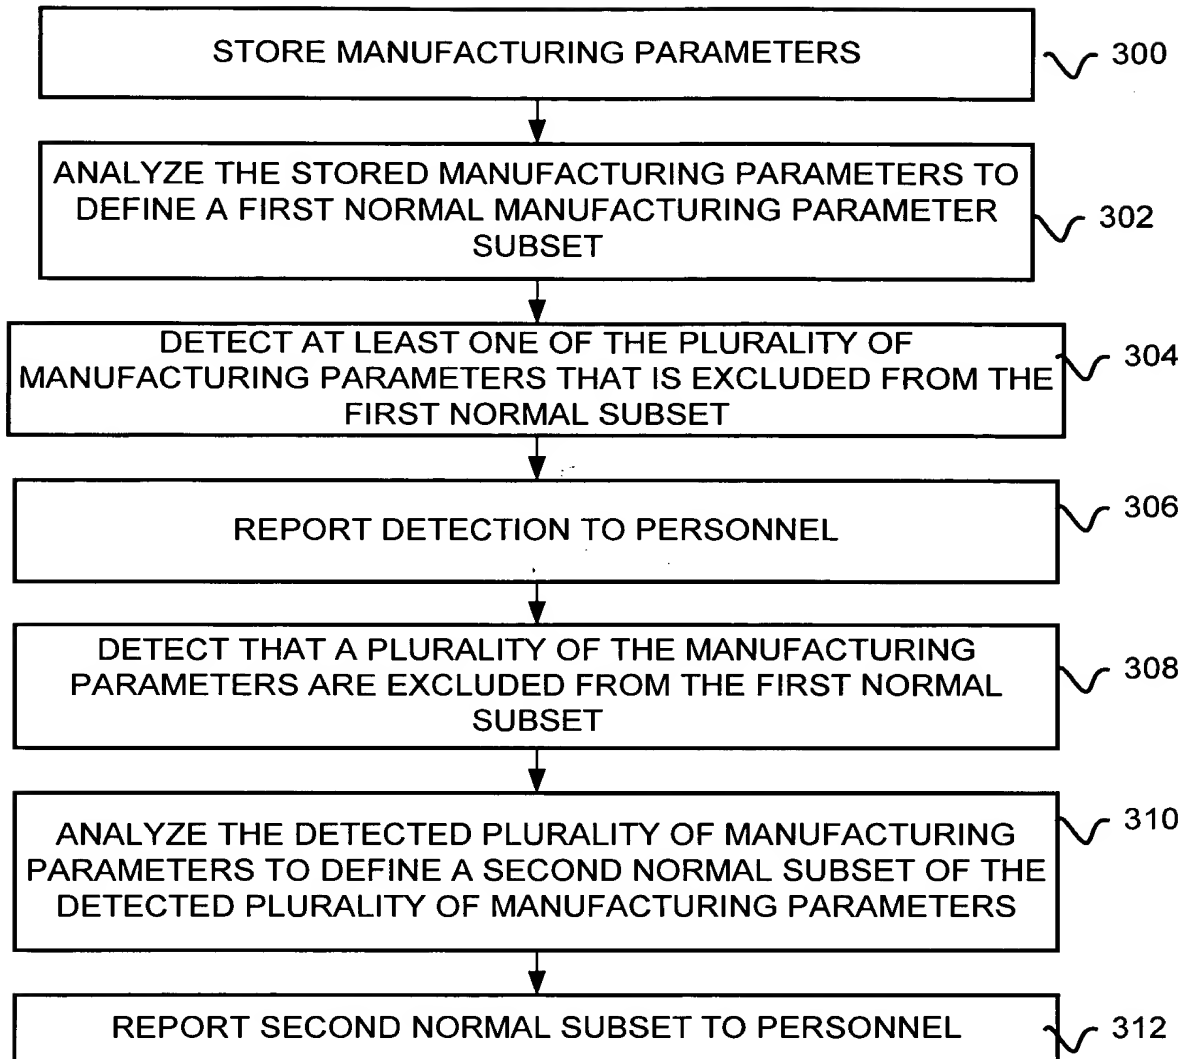 STORE MANUFACTURING PARAMETERS
300
ANALYZE THE STORED MANUFACTURING PARAMETERS TO
DEFINE A FIRST NORMAL MANUFACTURING PARAMETER
SUBSET
302
DETECT AT LEAST ONE OF THE PLURALITY OF
MANUFACTURING PARAMETERS THAT IS EXCLUDED FROM THE
FIRST NORMAL SUBSET
304
REPORT DETECTION TO PERSONNEL
306
DETECT THAT A PLURALITY OF THE MANUFACTURING
PARAMETERS ARE EXCLUDED FROM THE FIRST NORMAL
SUBSET
308
ANALYZE THE DETECTED PLURALITY OF MANUFACTURING
PARAMETERS TO DEFINE A SECOND NORMAL SUBSET OF THE
DETECTED PLURALITY OF MANUFACTURING PARAMETERS
310
REPORT SECOND NORMAL SUBSET TO PERSONNEL
312